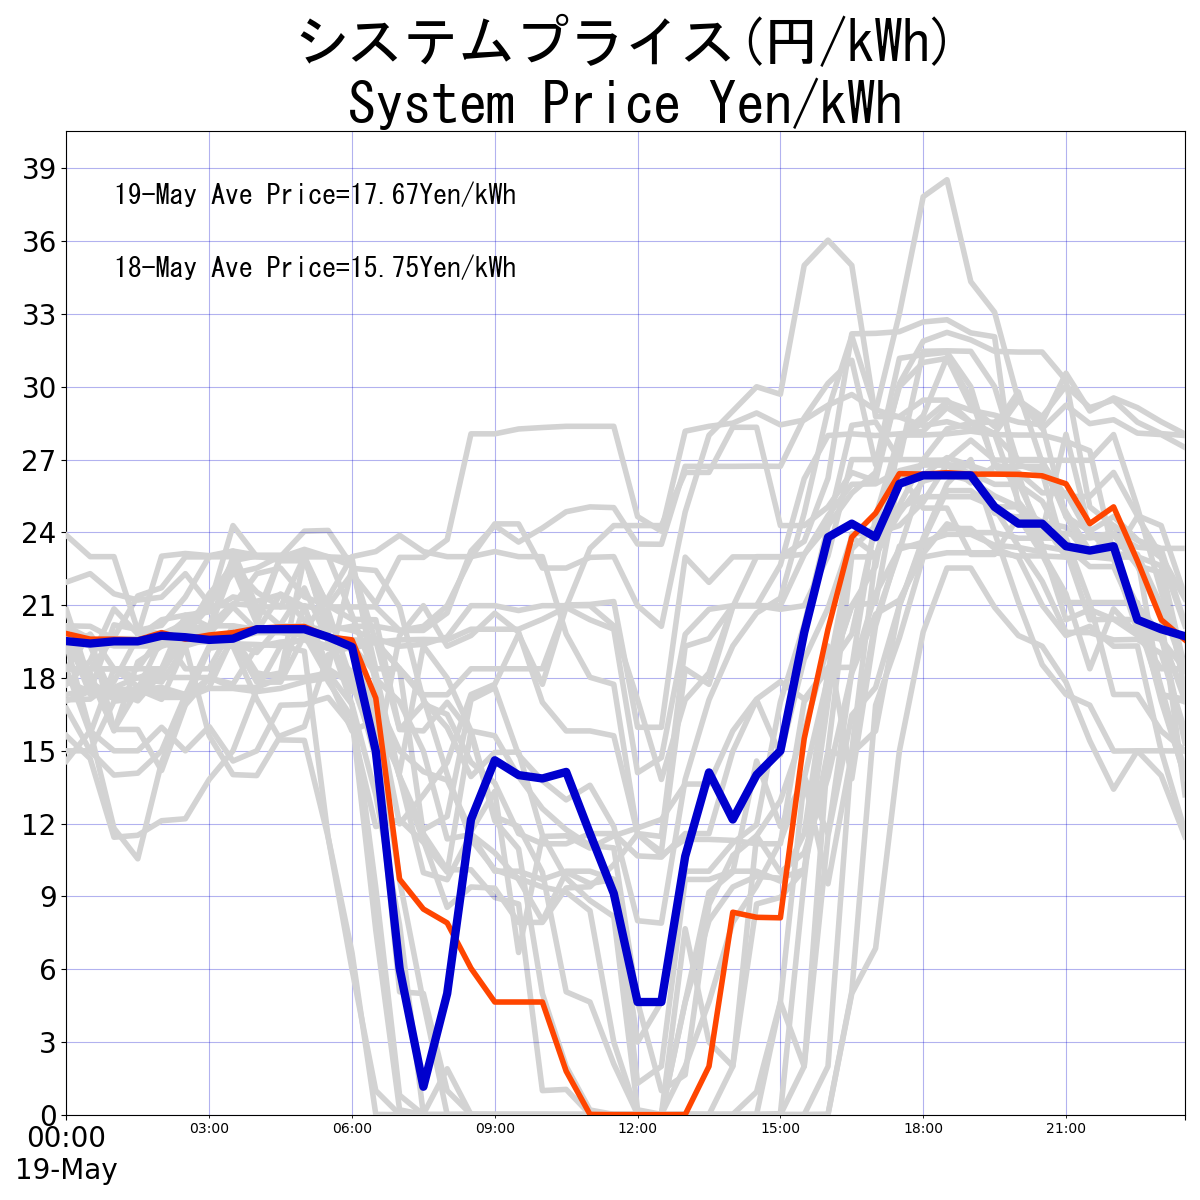 システムプライス(円/kWh)
System Price Yen/kWh
39
19-May Ave Price=17.67Yen/kWh
36
18-May Ave Price=15.75Yen/kWh
33
30
27
24
21
18
15
12
9
6
3
0
00:00 03:00 06:00 09:00 12:00 15:00 18:00 21:00
19-May